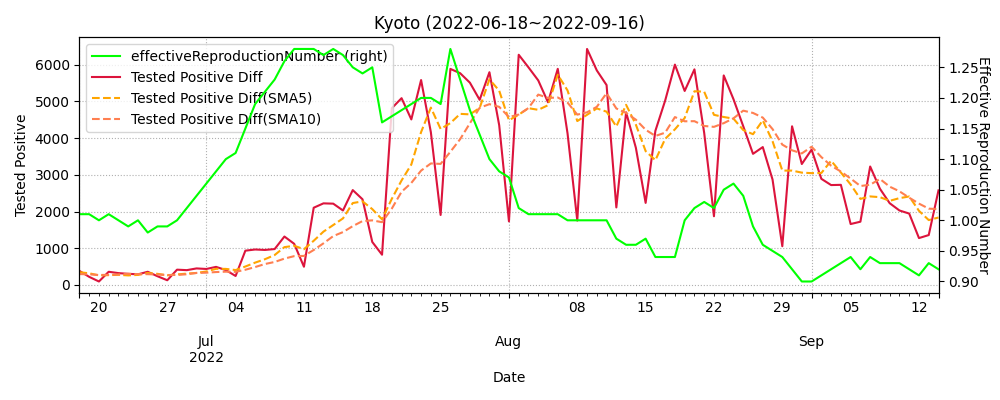 Kyoto (2022-06-18~2022-09-16)
effectiveReproductionNumber (right)
Tested Positive Diff
Tested Positive Diff(SMA5)
Tested Positive Diff(SMA10)
Tested Positive
6000
5000
4000
3000
2000
1000
0
Effective Reproduction Number
1.25
1.20
1.15
1.10
1.05
1.00
0.95
0.90
20 27 04 11 18 25 08 15 22 29 05 12
Jul Aug Sep
2022
Date